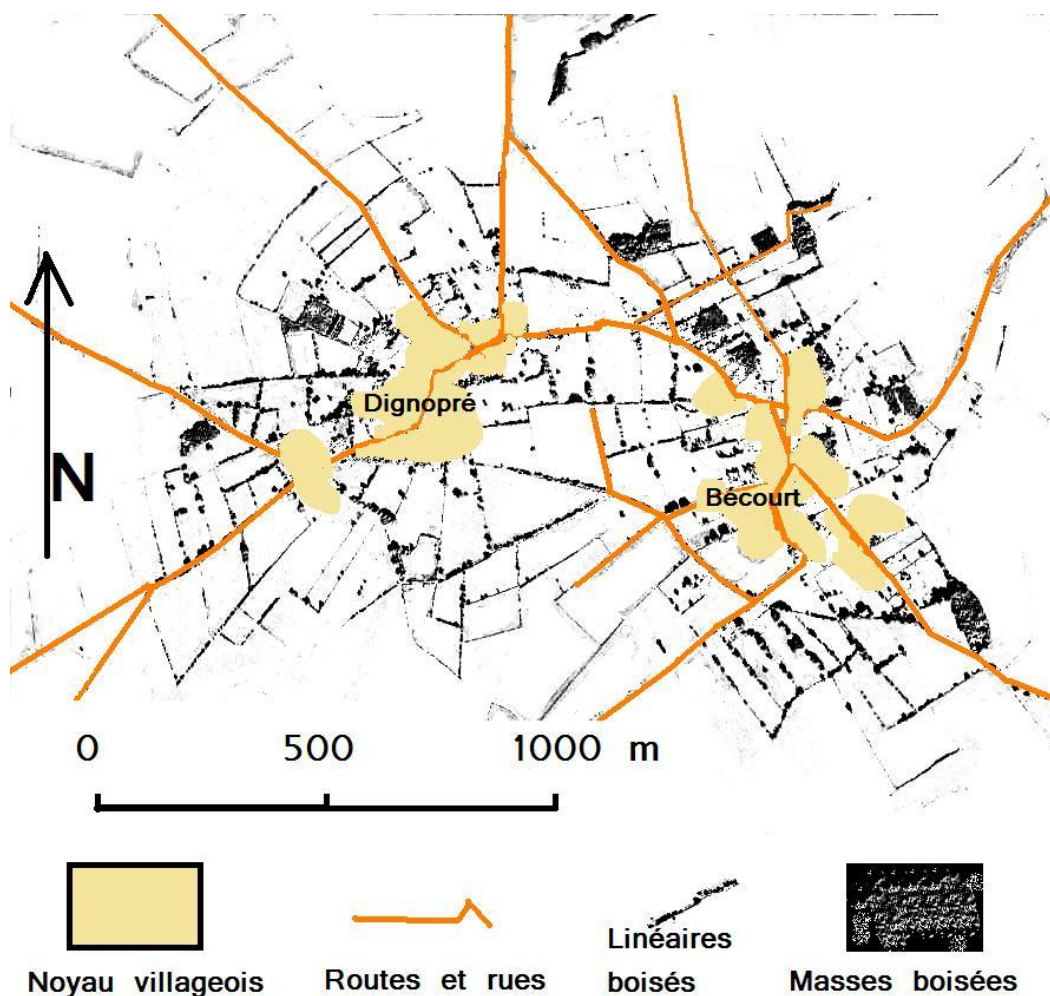 Dignopré
N
Bécourt
0 500 1000 m
Noyau villageois
Routes et rues
Linéaires
boisés
Masses boisées